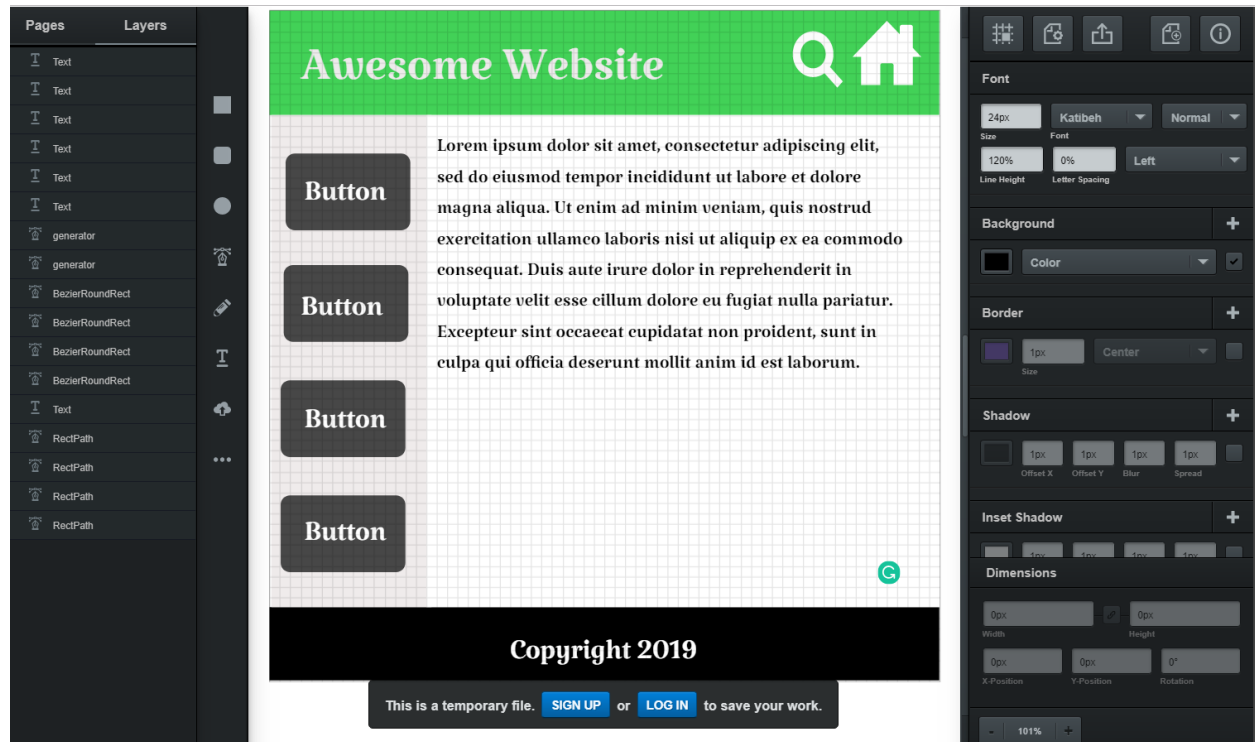 Pages Layers
Text
Text
Text
Text
Text
Text
generator
generator
BezierRoundRect
BezierRoundRect
BezierRoundRect
BezierRoundRect
Text
RectPath
RectPath
RectPath
RectPath
Awesome Website
Button
Button
Button
Button
Lorem ipsum dolor sit amet, consectetur adipiscing elit,
sed do eiusmod tempor incididunt ut labore et dolore
magna aliqua. Ut enim ad minim veniam, quis nostrud
exercitation ullamco laboris nisi ut aliquip ex ea commodo
consequat. Duis aute irure dolor in reprehenderit in
voluptate velit esse cillum dolore eu fugiat nulla pariatur.
Excepteur sint occaecat cupidatat non proident, sunt in
culpa qui officia deserunt mollit anim id est laborum.
Copyright 2019
This is a temporary file. SIGN UP or LOG IN to save your work.
Font
24px Katibeh Normal
Size Font
120% 0% Left
Line Height Letter Spacing
Background
Color
Border
1px Center
Size
Shadow
1px 1px 1px 1px
Offset X Offset Y Blur Spread
Inset Shadow
1px 1px 1px 1px
Dimensions
0px 0px
Width Height
0px 0px 0°
X-Position Y-Position Rotation
- 101% +